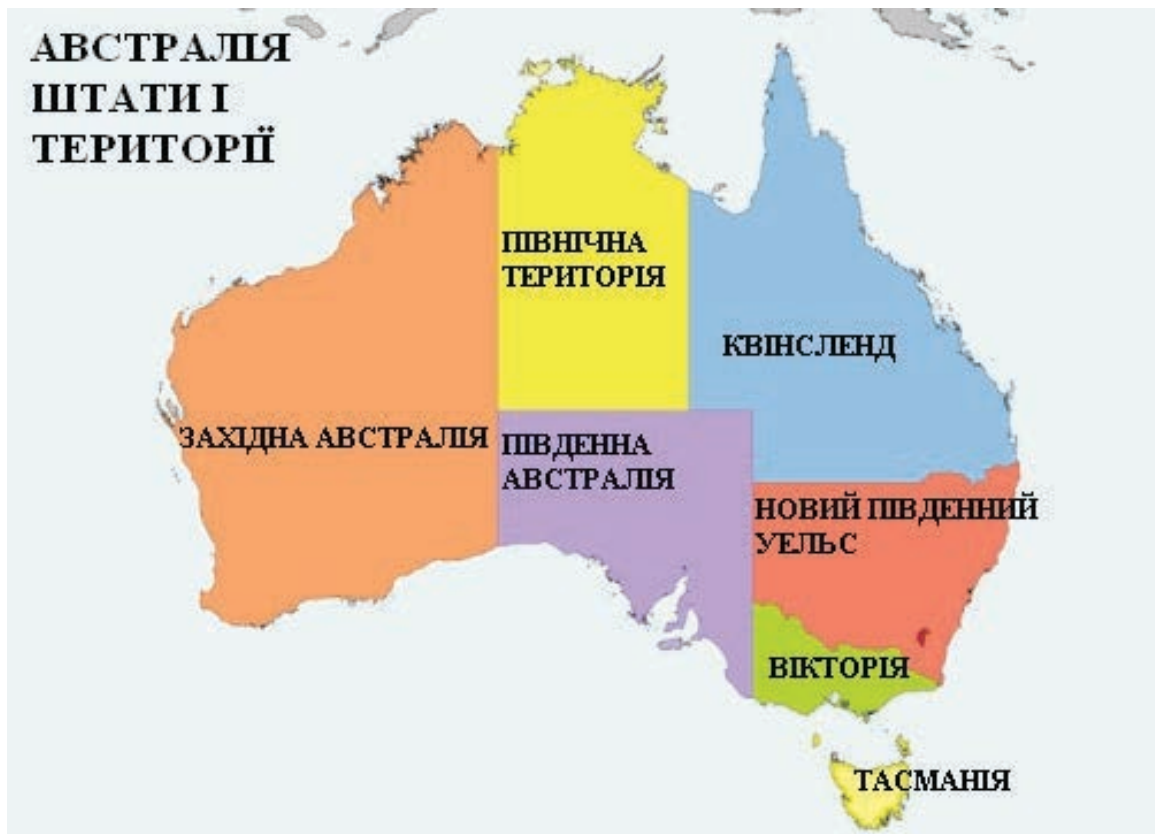 АВСТРАЛІЯ
ШТАТИ І
ТЕРИТОРІЇ
ПІВНІЧНА
ТЕРИТОРІЯ
КВІНСЛЕНД
ЗАХІДНА АВСТРАЛІЯ
ПІВДЕННА
АВСТРАЛІЯ
НОВИЙ ПІВДЕННИЙ
УЕЛЬС
ВІКТОРІЯ
ТАСМАНІЯ